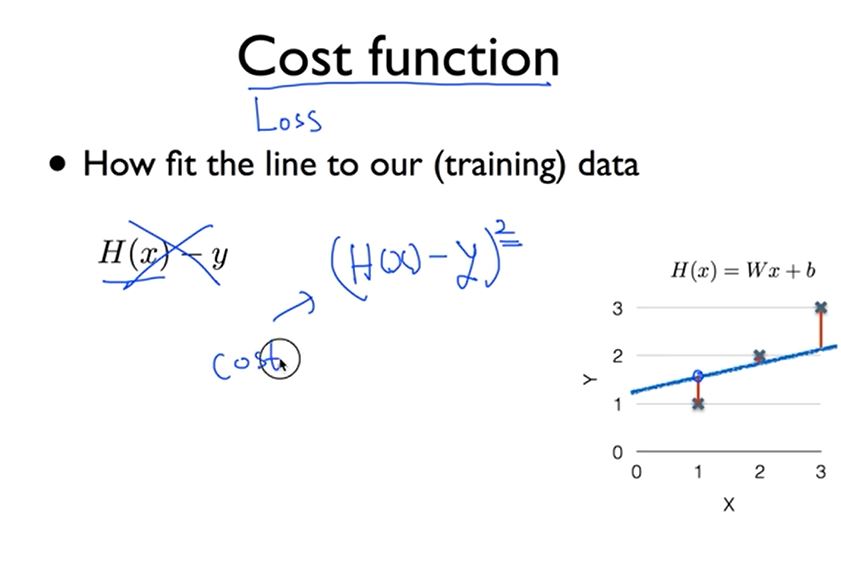 Cost function
Loss
• How fit the line to our (training) data
H(x) − y
(H(x) − y)²
cost
H(x) = Wx + b
3
2
1
0
Y
0 1 2 3
X